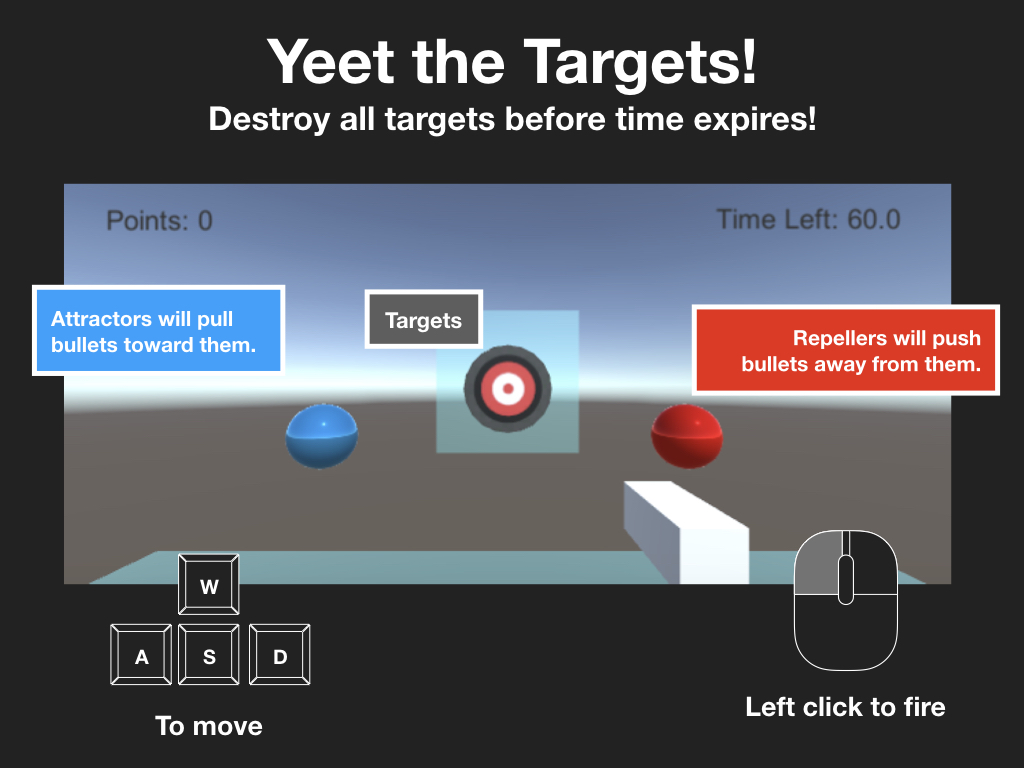 Yeet the Targets!
Destroy all targets before time expires!
Points: 0
Time Left: 60.0
Attractors will pull
bullets toward them.
Targets
Repellers will push
bullets away from them.
W
A S D
To move
Left click to fire